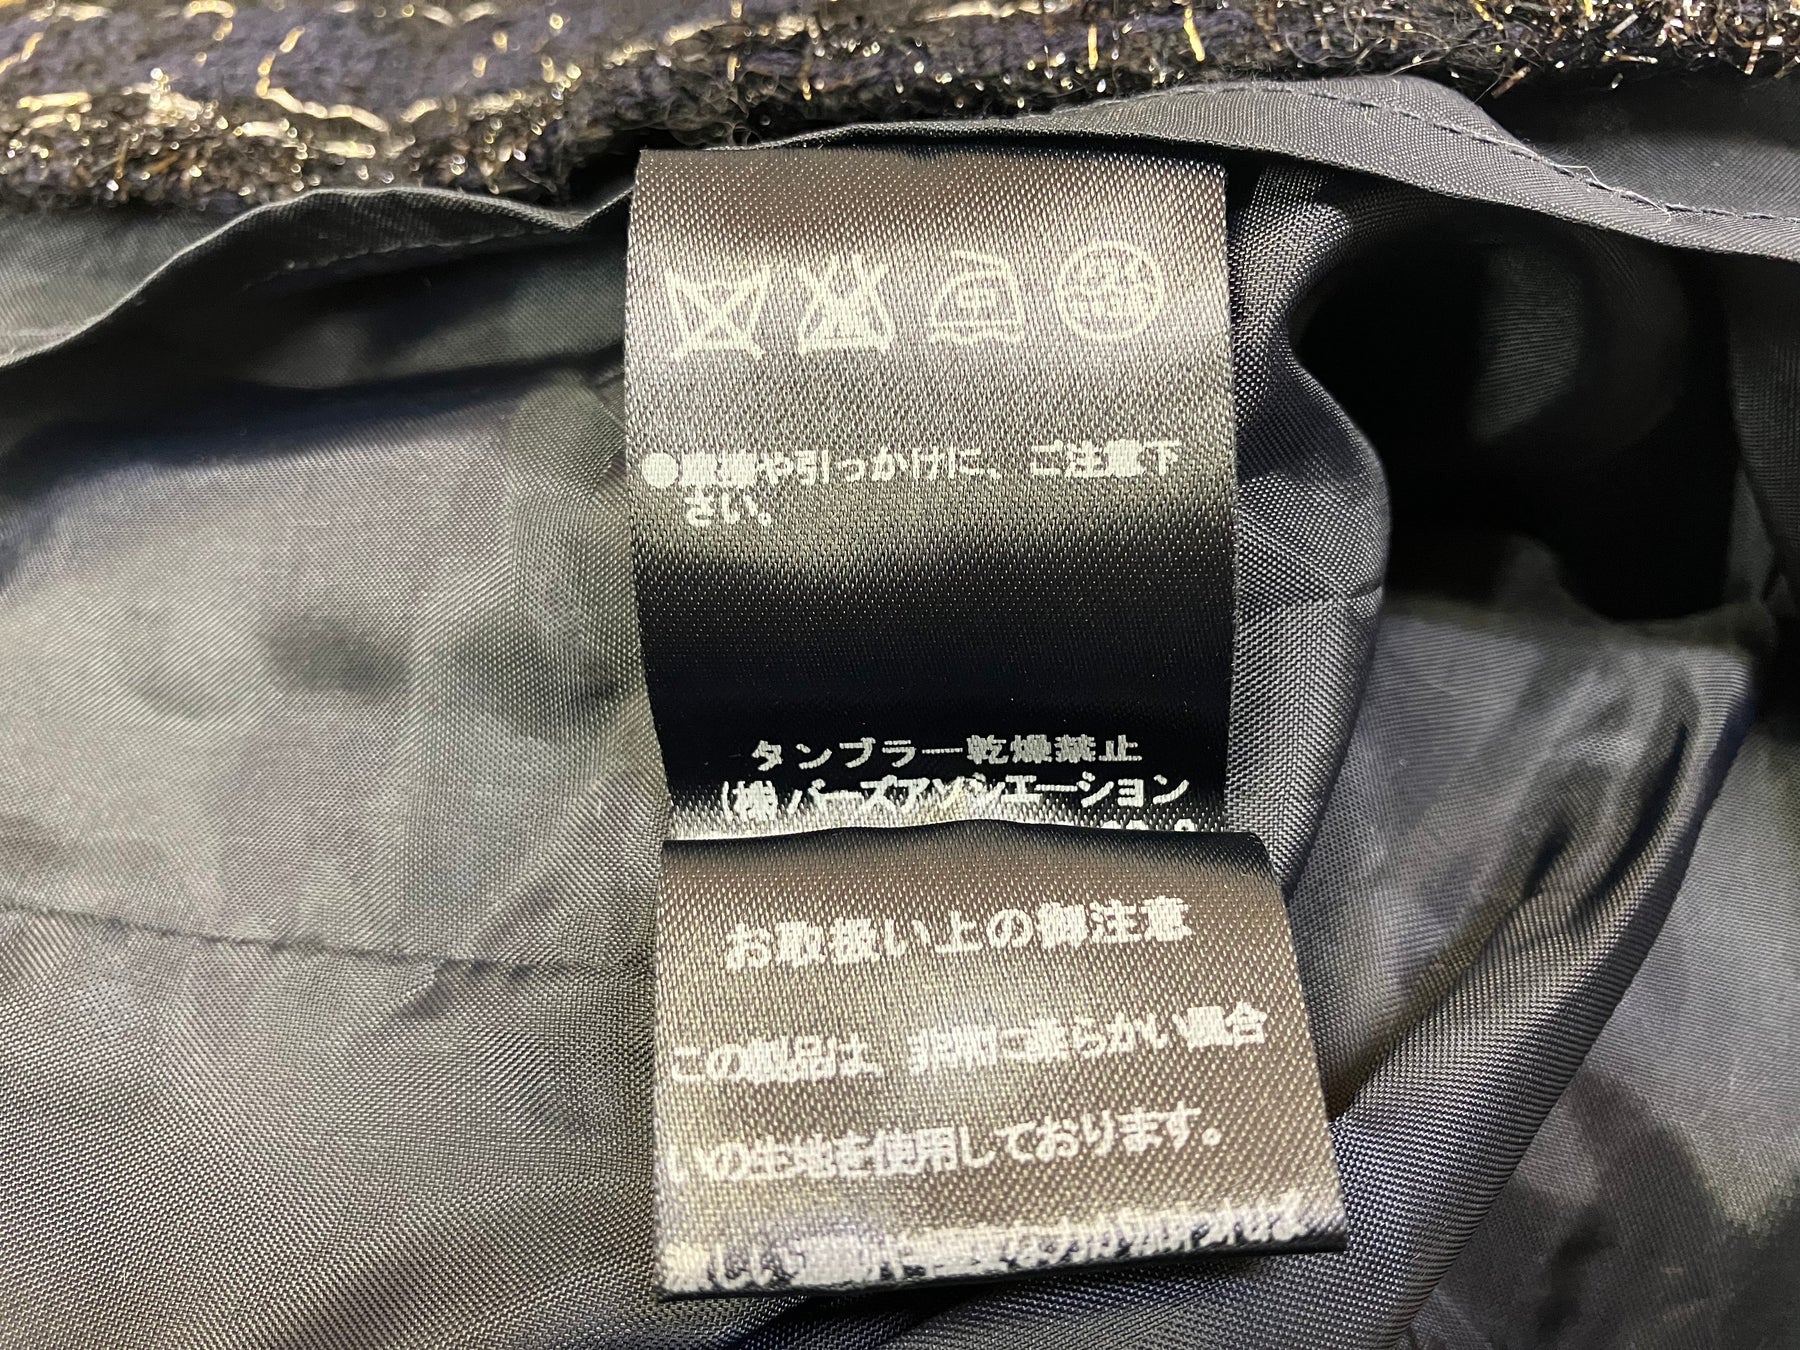 中
●摩擦や引っかけに、ご注意下
さい。
タンブラー乾燥禁止
(株)バーズアソシエーション
お取扱い上の御注意
この製品は、非常に柔らかい風合
いの生地を使用しております。